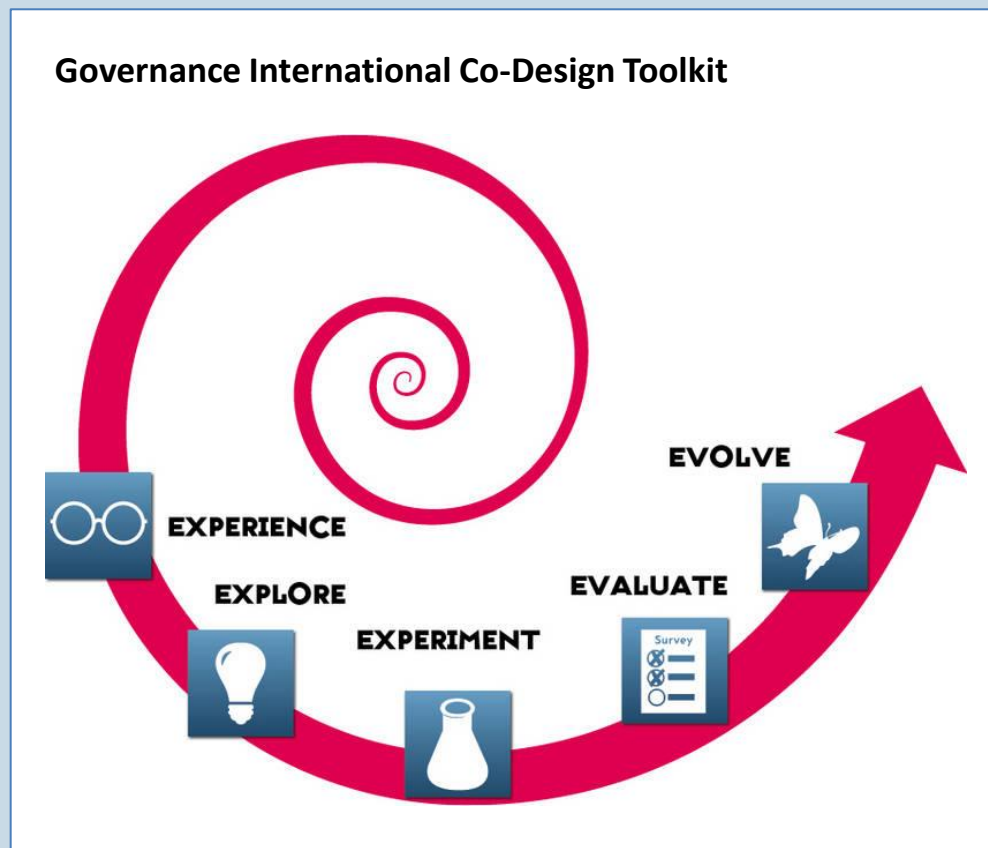 Governance International Co-Design Toolkit
EXPERIENCE
EXPLORE
EXPERIMENT
EVALUATE
Survey
EVOLVE